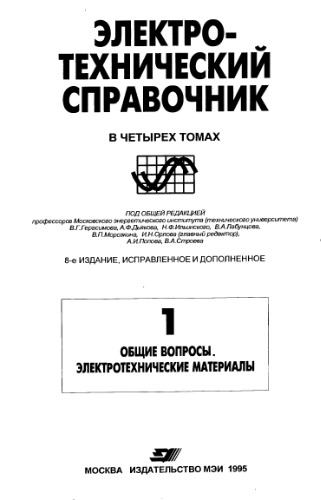 ЭЛЕКТРО-
ТЕХНИЧЕСКИЙ
СПРАВОЧНИК
В ЧЕТЫРЕХ ТОМАХ
ПОД ОБЩЕЙ РЕДАКЦИЕЙ
профессоров Московского энергетического института (технического университета)
В.Г.Герасимова, А.Ф.Дьякова, Н.Ф.Ильинского, В.А.Лабунцова,
В.П.Морозкина, И.Н.Орлова (главный редактор),
А.И.Попова, В.А.Строева
8-е ИЗДАНИЕ, ИСПРАВЛЕННОЕ И ДОПОЛНЕННОЕ
1
ОБЩИЕ ВОПРОСЫ.
ЭЛЕКТРОТЕХНИЧЕСКИЕ МАТЕРИАЛЫ
МОСКВА ИЗДАТЕЛЬСТВО МЭИ 1995